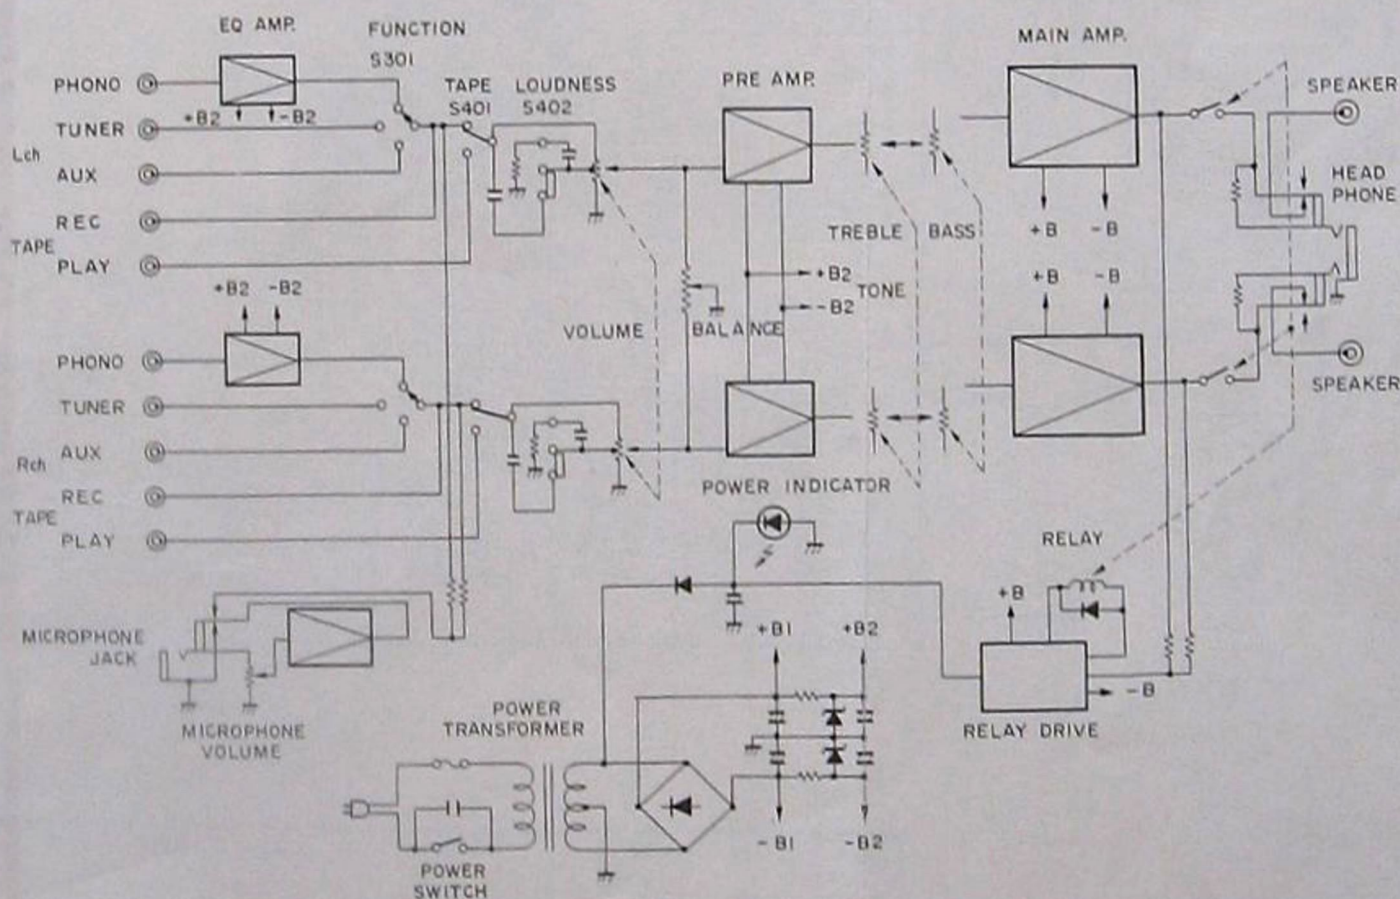 EQ AMP.
FUNCTION
S301
MAIN AMP.
PHONO
TAPE
S401
LOUDNESS
S402
PRE AMP.
SPEAKER
+B2
-B2
TUNER
Lch
AUX
HEAD
PHONE
REC
TAPE
TREBLE
BASS
+B
-B
PLAY
+B2
-B2
+B2
-B2
TONE
+B
-B
VOLUME
BALANCE
PHONO
TUNER
SPEAKER
AUX
Rch
REC
TAPE
POWER INDICATOR
PLAY
RELAY
+B
MICROPHONE
JACK
+B1
+B2
-B
MICROPHONE
VOLUME
POWER
TRANSFORMER
RELAY DRIVE
-B1
-B2
POWER
SWITCH